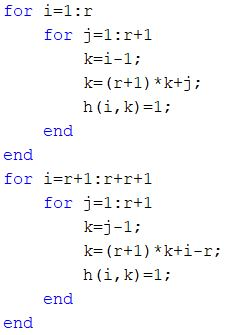 for i=1:r
    for j=1:r+1
        k=i-1;
        k=(r+1)*k+j;
        h(i,k)=1;
    end
end
for i=r+1:r+r+1
    for j=1:r+1
        k=j-1;
        k=(r+1)*k+i-r;
        h(i,k)=1;
    end
end